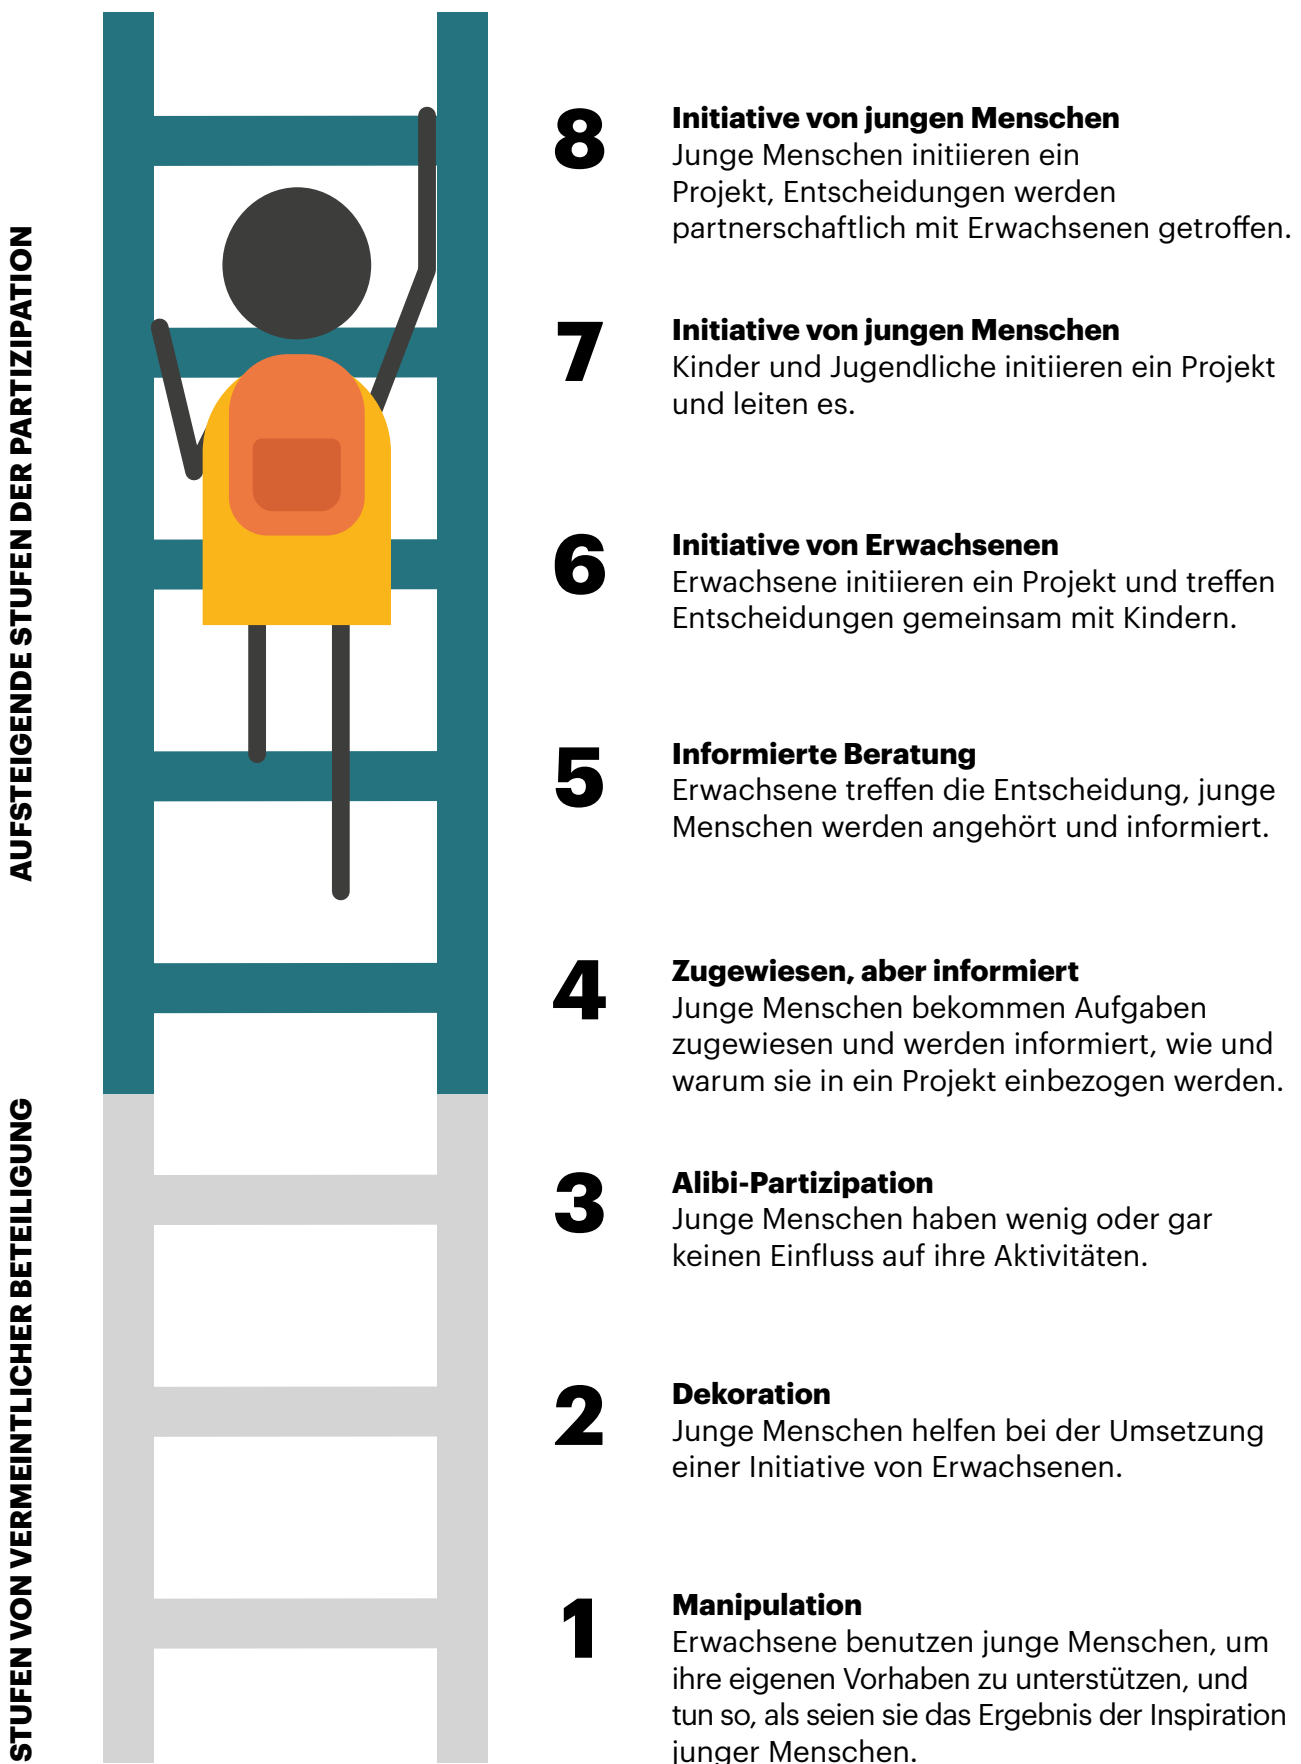 AUFSTEIGENDE STUFEN DER PARTIZIPATION
8
Initiative von jungen Menschen
Junge Menschen initiieren ein
Projekt, Entscheidungen werden
partnerschaftlich mit Erwachsenen getroffen.
7
Initiative von jungen Menschen
Kinder und Jugendliche initiieren ein Projekt
und leiten es.
6
Initiative von Erwachsenen
Erwachsene initiieren ein Projekt und treffen
Entscheidungen gemeinsam mit Kindern.
5
Informierte Beratung
Erwachsene treffen die Entscheidung, junge
Menschen werden angehört und informiert.
4
Zugewiesen, aber informiert
Junge Menschen bekommen Aufgaben
zugewiesen und werden informiert, wie und
warum sie in ein Projekt einbezogen werden.
STUFEN VON VERMEINTLICHER BETEILIGUNG
3
Alibi-Partizipation
Junge Menschen haben wenig oder gar
keinen Einfluss auf ihre Aktivitäten.
2
Dekoration
Junge Menschen helfen bei der Umsetzung
einer Initiative von Erwachsenen.
1
Manipulation
Erwachsene benutzen junge Menschen, um
ihre eigenen Vorhaben zu unterstützen, und
tun so, als seien sie das Ergebnis der Inspiration
junger Menschen.